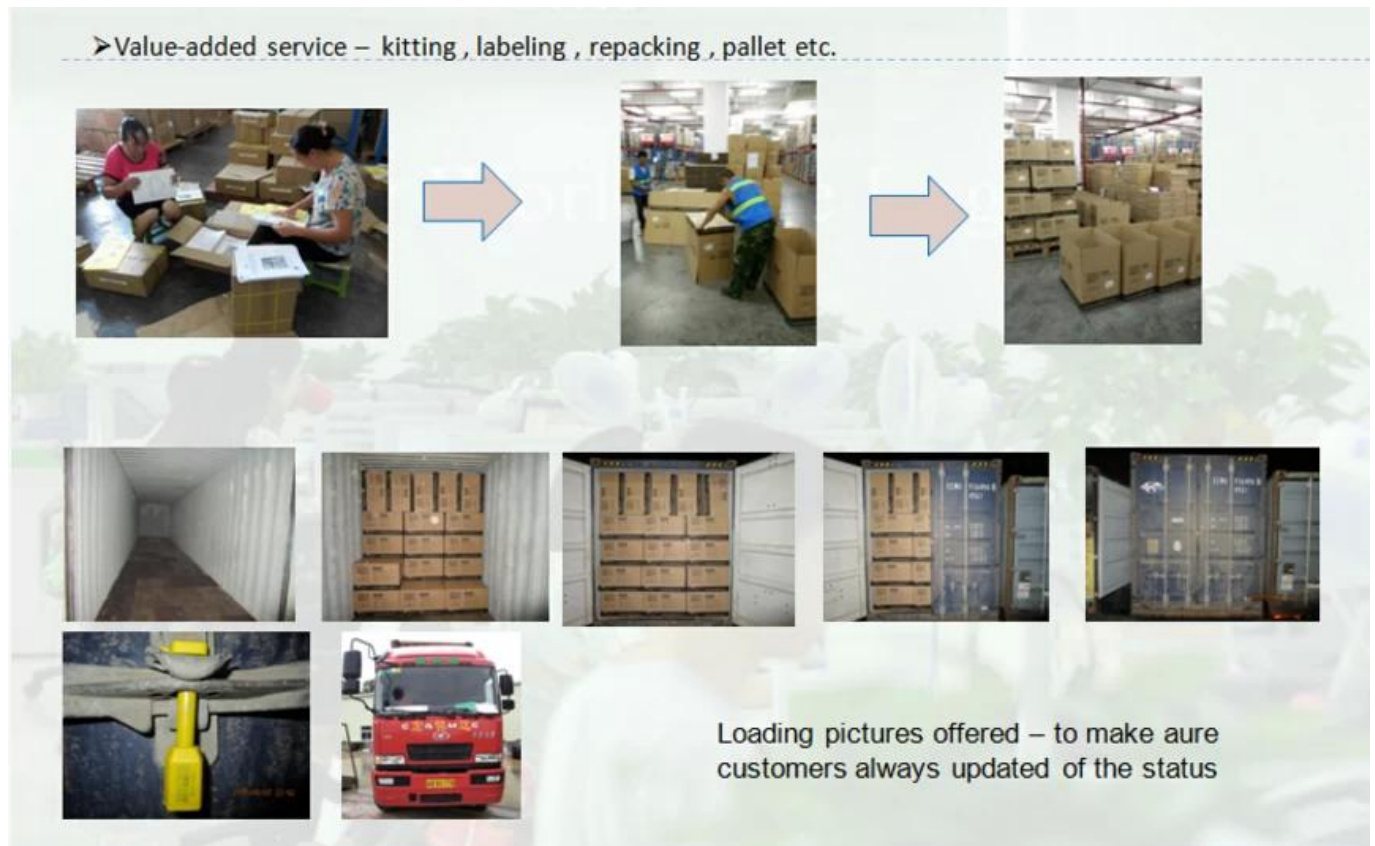 ➢Value-added service – kitting , labeling , repacking , pallet etc.
Loading pictures offered – to make aure
customers always updated of the status